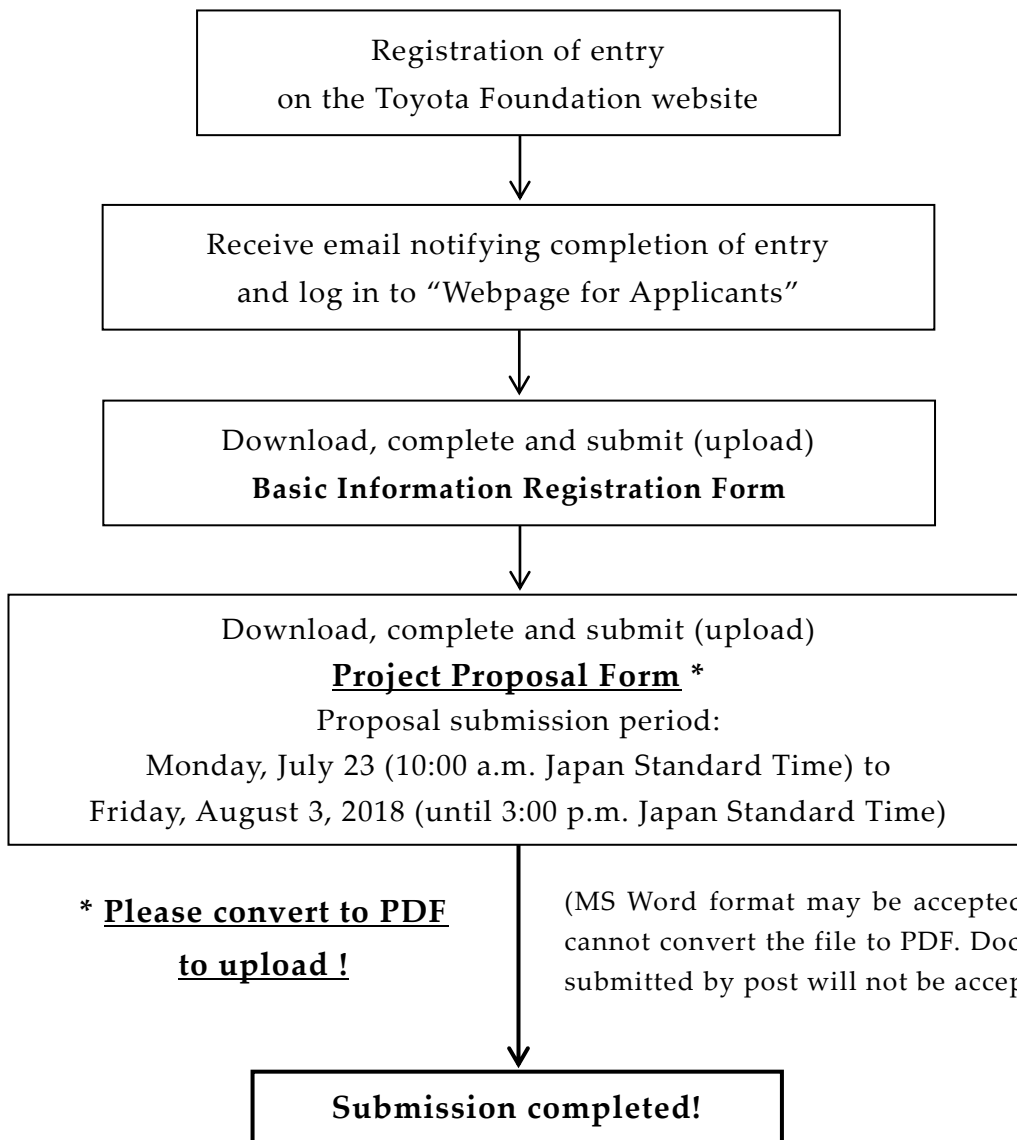 Registration of entry
on the Toyota Foundation website
Receive email notifying completion of entry
and log in to “Webpage for Applicants”
Download, complete and submit (upload)
Basic Information Registration Form
Download, complete and submit (upload)
Project Proposal Form *
Proposal submission period:
Monday, July 23 (10:00 a.m. Japan Standard Time) to
Friday, August 3, 2018 (until 3:00 p.m. Japan Standard Time)
* Please convert to PDF
to upload !
(MS Word format may be accepted
cannot convert the file to PDF.
submitted by post will not be
Submission completed!